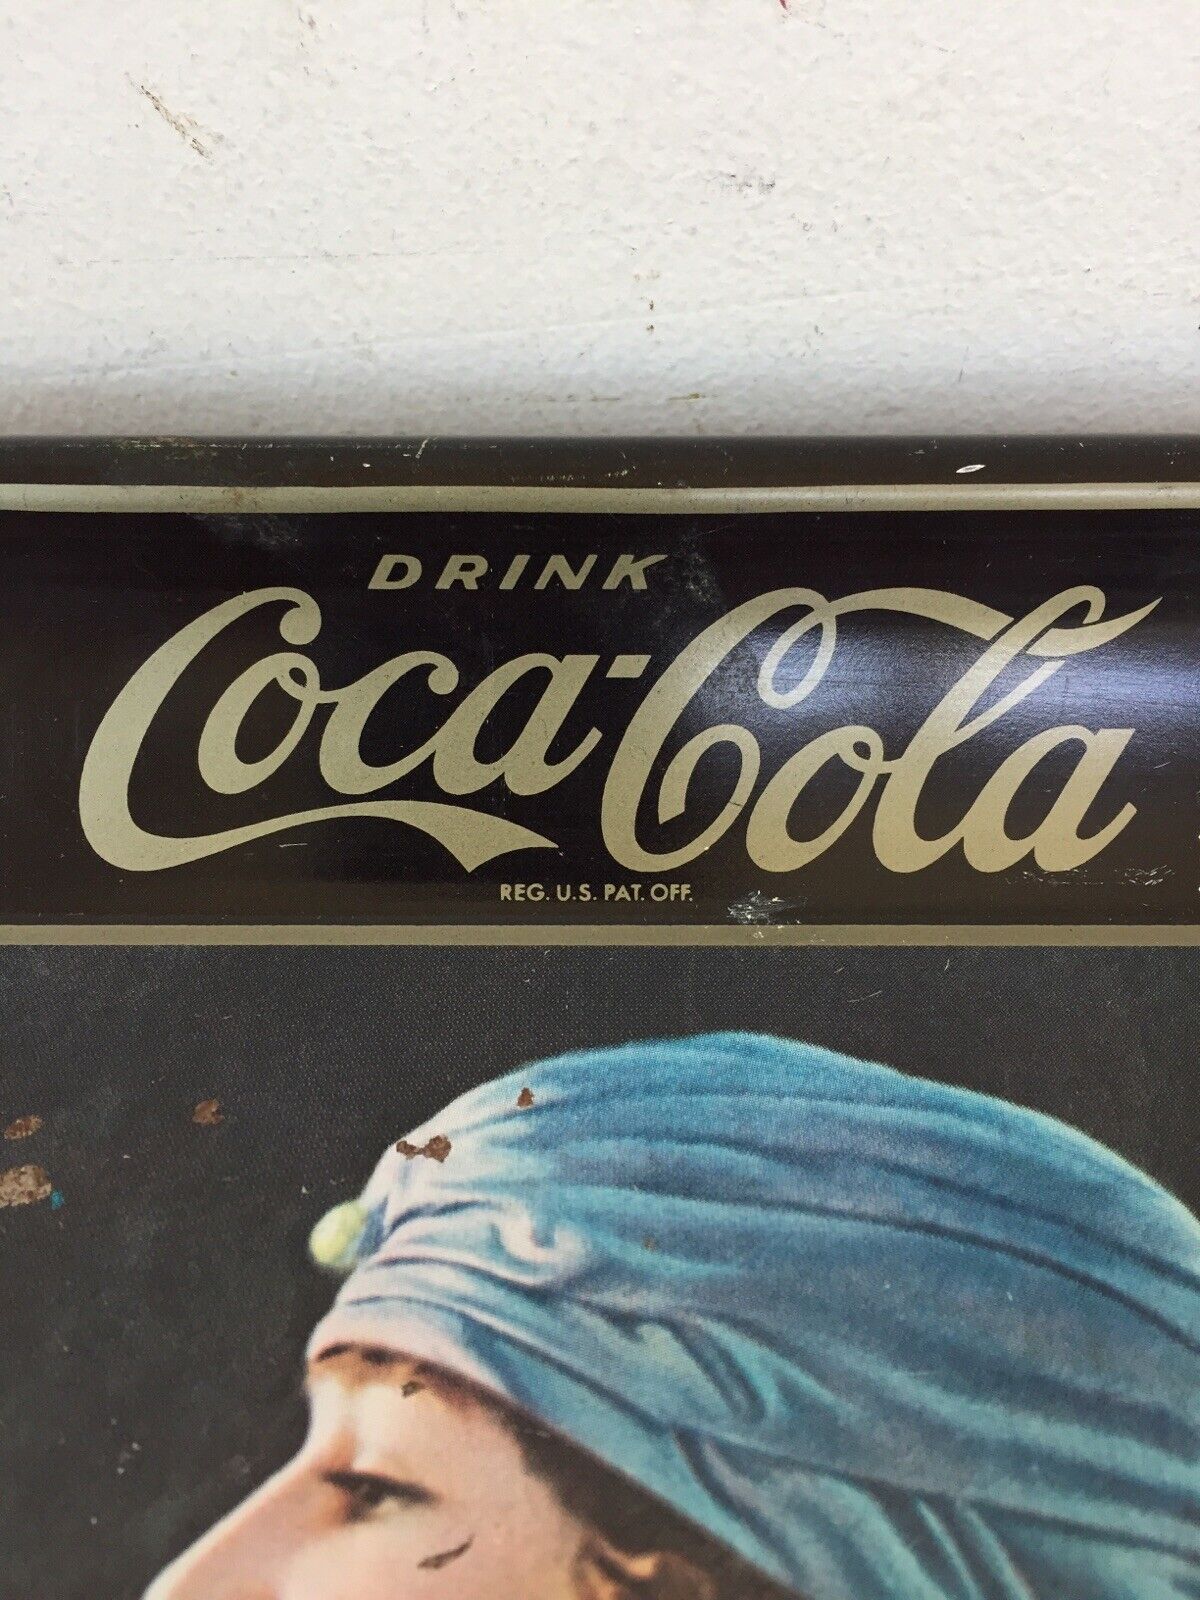 DRINK
Coca-Cola
REG. U.S. PAT. OFF.